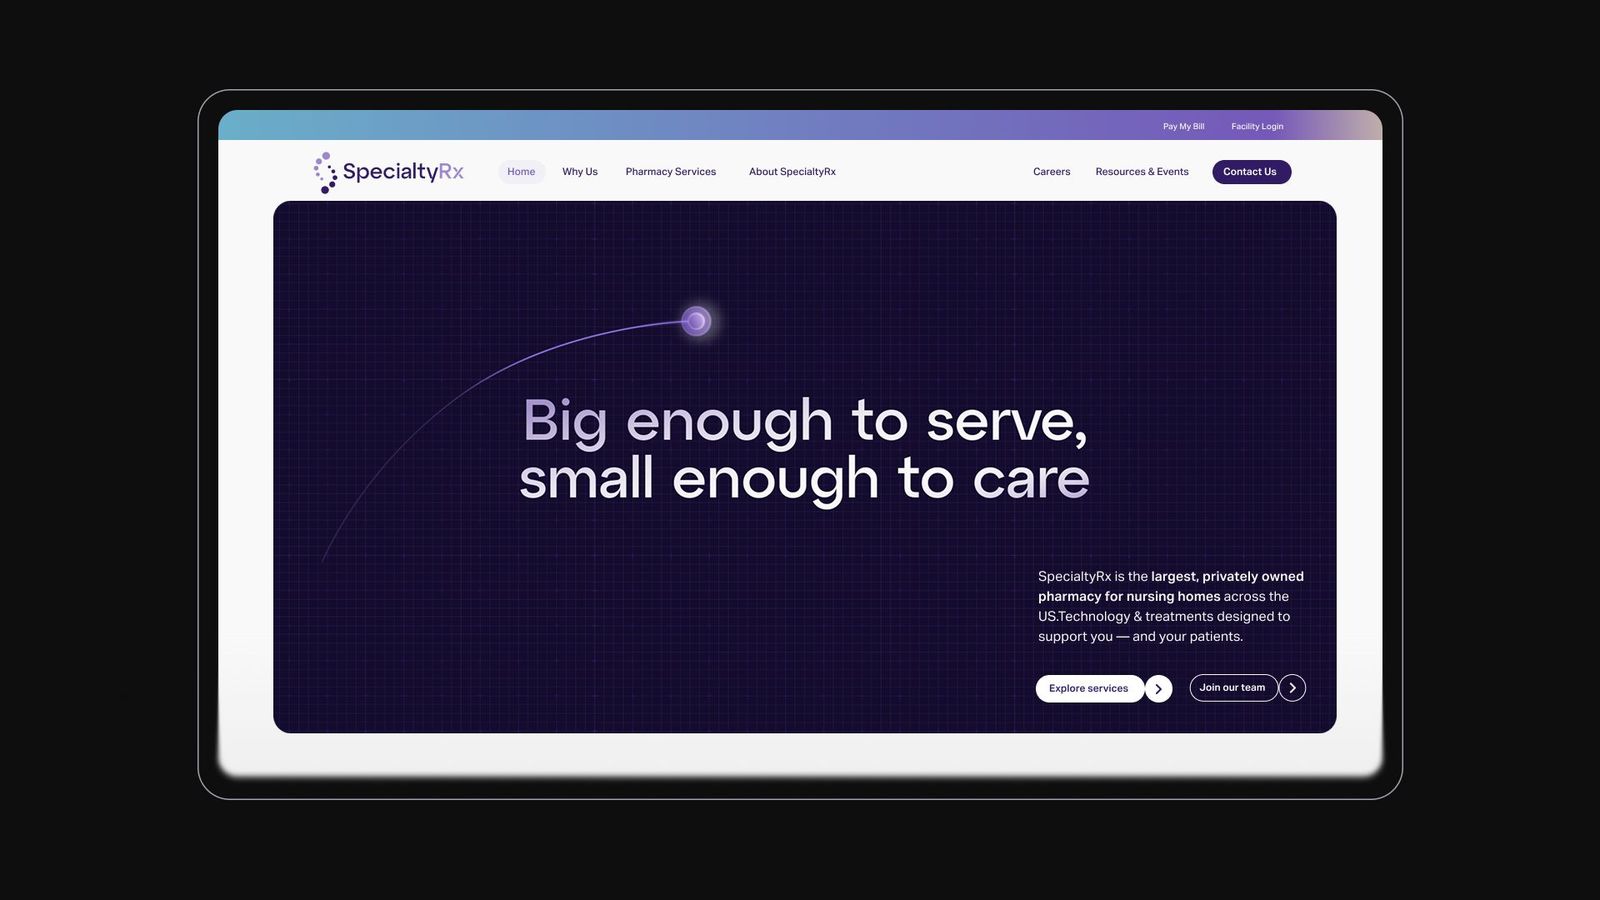 Pay My Bill Facility Login
SpecialtyRx Home Why Us Pharmacy Services About SpecialtyRx Careers Resources & Events Contact Us
Big enough to serve,
small enough to care
SpecialtyRx is the largest, privately owned
pharmacy for nursing homes across the
US.Technology & treatments designed to
support you — and your patients.
Explore services Join our team